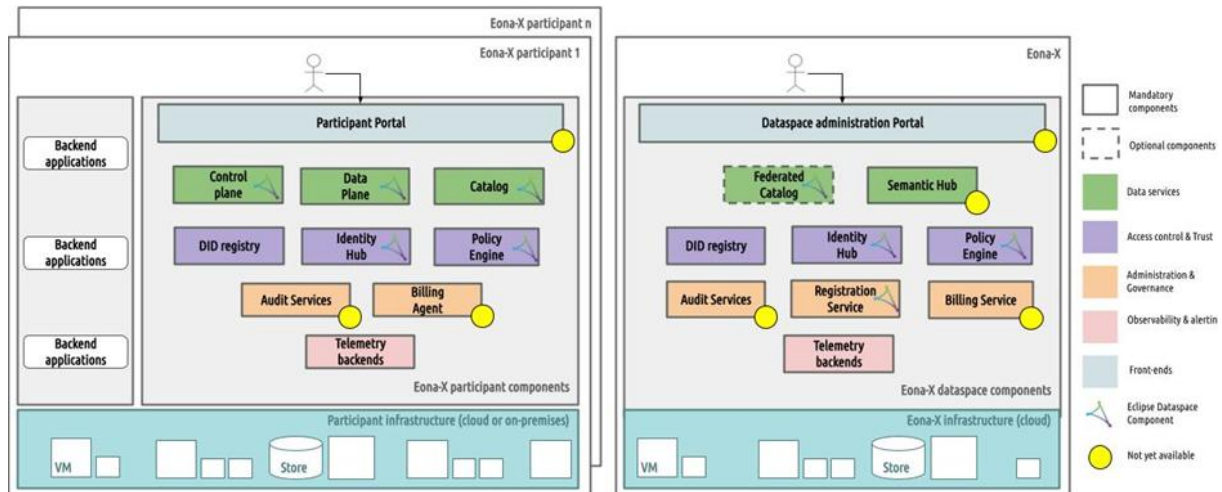 Eona-X participant n
Eona-X participant 1
Backend
applications
Backend
applications
Backend
applications
Participant Portal
Control
plane
Data
Plane
Catalog
DID registry
Identity
Hub
Policy
Engine
Audit Services
Billing
Agent
Telemetry
backends
Eona-X participant components
Participant infrastructure (cloud or on-premises)
VM
Store
Eona-X
Dataspace administration Portal
Federated
Catalog
Semantic Hub
DID registry
Identity
Hub
Policy
Engine
Audit Services
Registration
Service
Billing Service
Telemetry
backends
Eona-X dataspace components
Eona-X infrastructure (cloud)
VM
Store
Mandatory
components
Optional components
Data services
Access control & Trust
Administration &
Governance
Observability & alertin
Front-ends
Eclipse Dataspace
Component
Not yet available